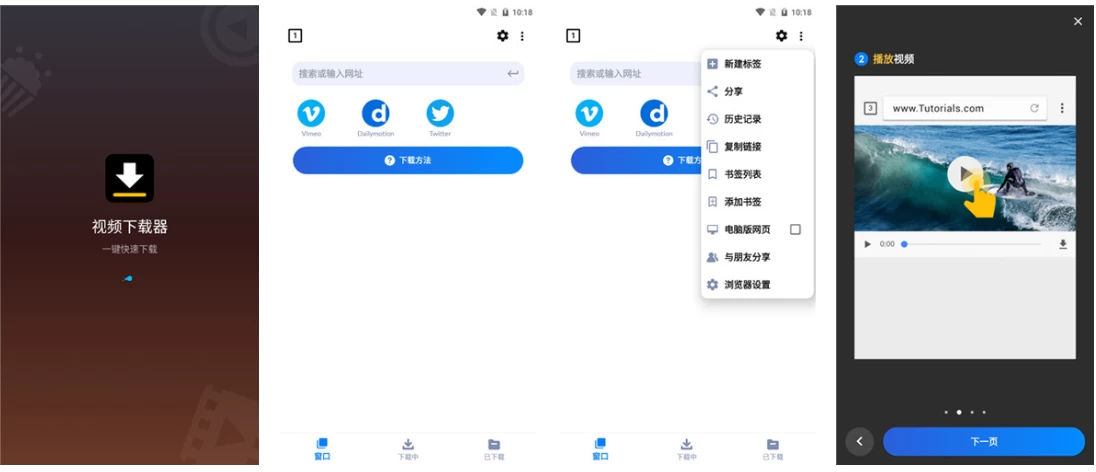 视频下载器
一键快速下载
10:18
1
搜索或输入网址
Vimeo
Dailymotion
Twitter
下载方法
窗口
下载中
已下载
10:18
1
搜索或输入网址
Vimeo
Dailymotion
下载方
新建标签
分享
历史记录
复制链接
书签列表
添加书签
电脑版网页
与朋友分享
浏览器设置
窗口
下载中
已下载
2 播放视频
3 www.Tutorials.com
0:00
下一页